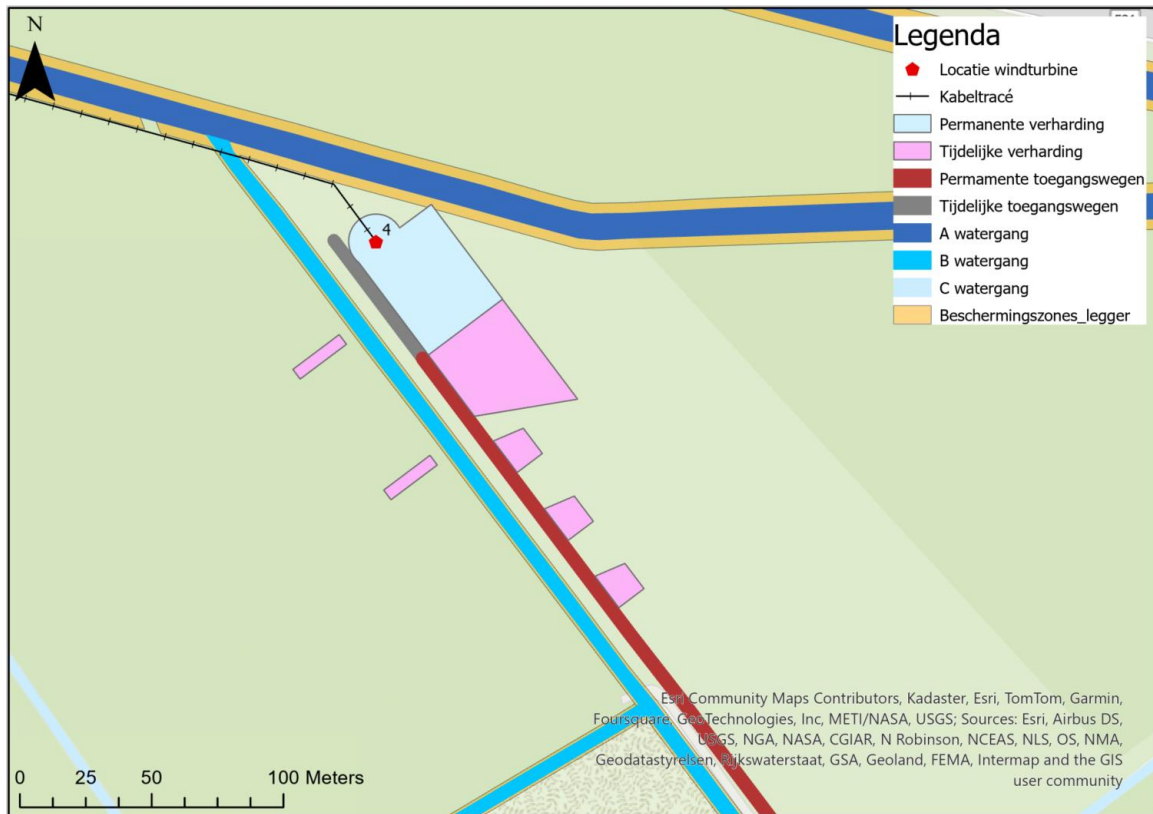 N
Legenda
Locatie windturbine
Kabeltracé
Permanente verharding
Tijdelijke verharding
Permamente toegangswegen
Tijdelijke toegangswegen
A watergang
B watergang
C watergang
Beschermingszones_legger
4
Esri Community Maps Contributors, Kadaster, Esri, TomTom, Garmin,
Foursquare, GeoTechnologies, Inc, METI/NASA, USGS; Sources: Esri, Airbus DS,
USGS, NGA, NASA, CGIAR, N Robinson, NCEAS, NLS, OS, NMA,
Geodatastyrelsen, Rijkswaterstaat, GSA, Geoland, FEMA, Intermap and the GIS
user community
0 25 50 100 Meters